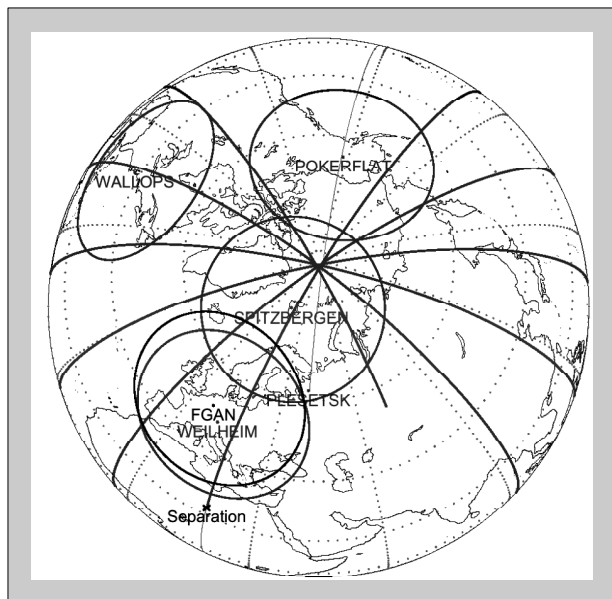 POKERFLAT
WALLOPS
SPITZBERGEN
PLESETSK
FGAN
WEILHEIM
Separation